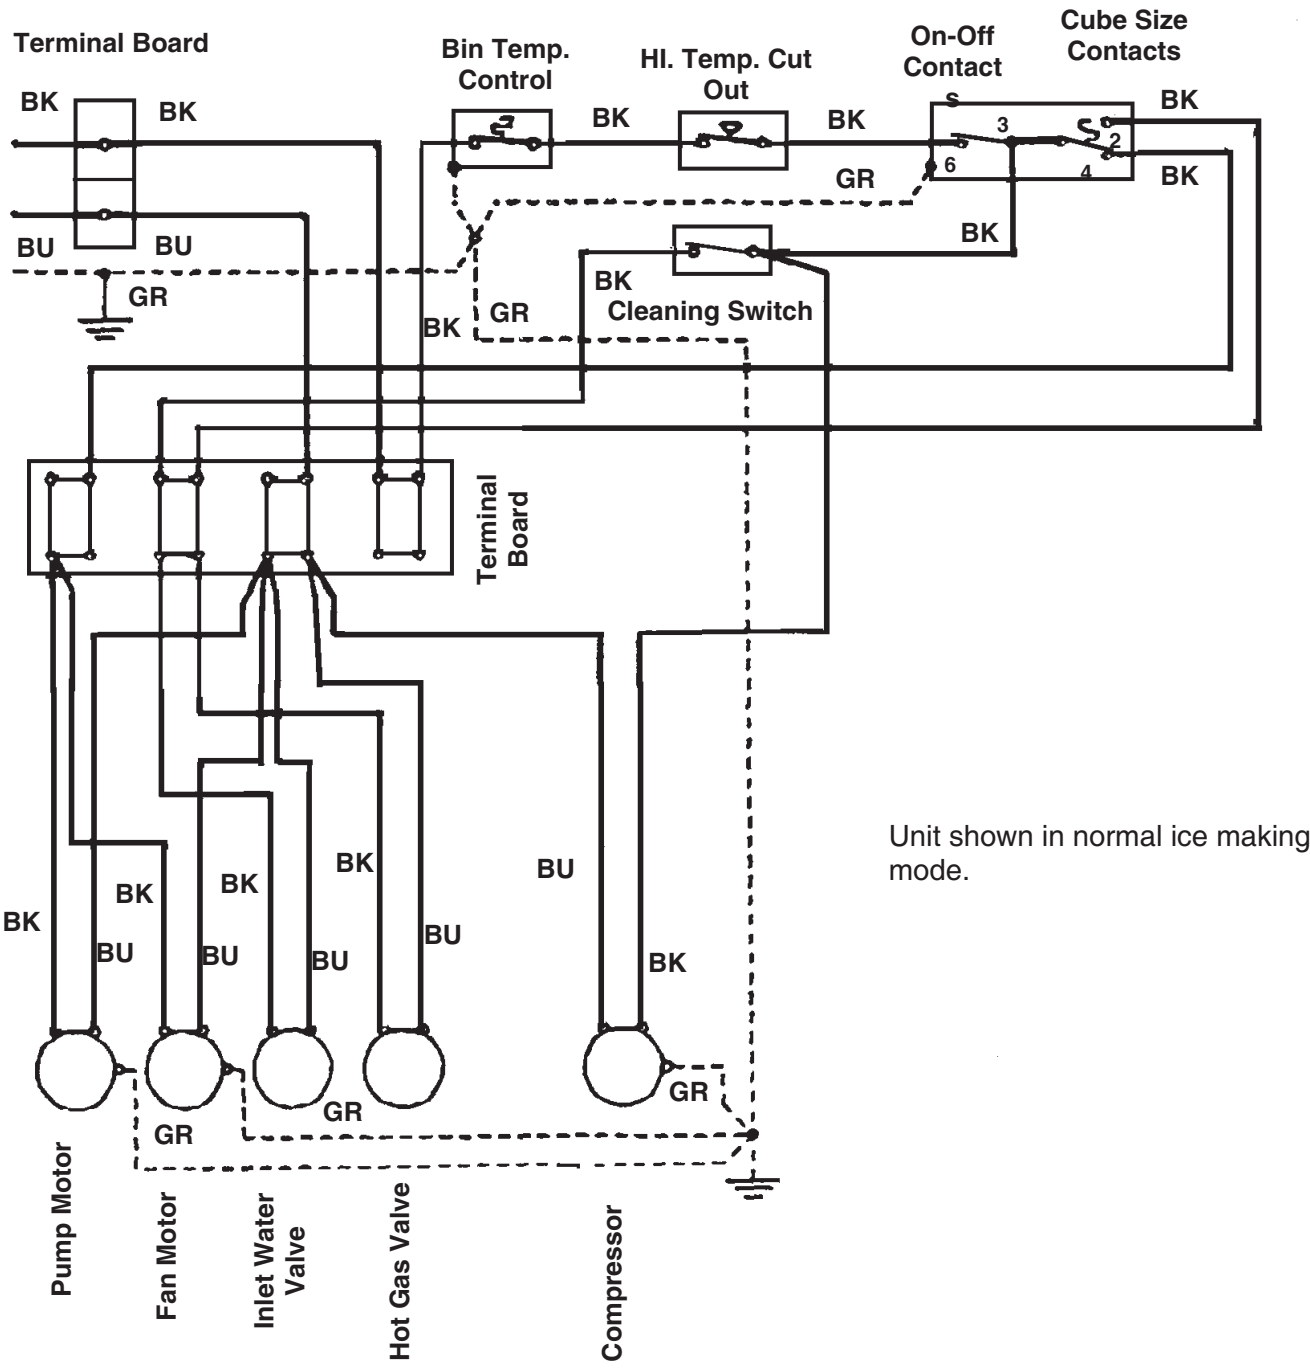 Terminal Board
Bin Temp.
Control
HI. Temp. Cut
Out
On-Off
Contact
Cube Size
Contacts
BK
BK
BK
BK
S
3
2
6
4
BK
BK
GR
BU
BU
GR
BK
GR
BK
BK
Cleaning Switch
Terminal
Board
Unit shown in normal ice making
mode.
BK
BU
BK
BU
BK
BU
BK
BU
BU
BK
GR
GR
GR
Pump Motor
Fan Motor
Inlet Water
Valve
Hot Gas Valve
Compressor